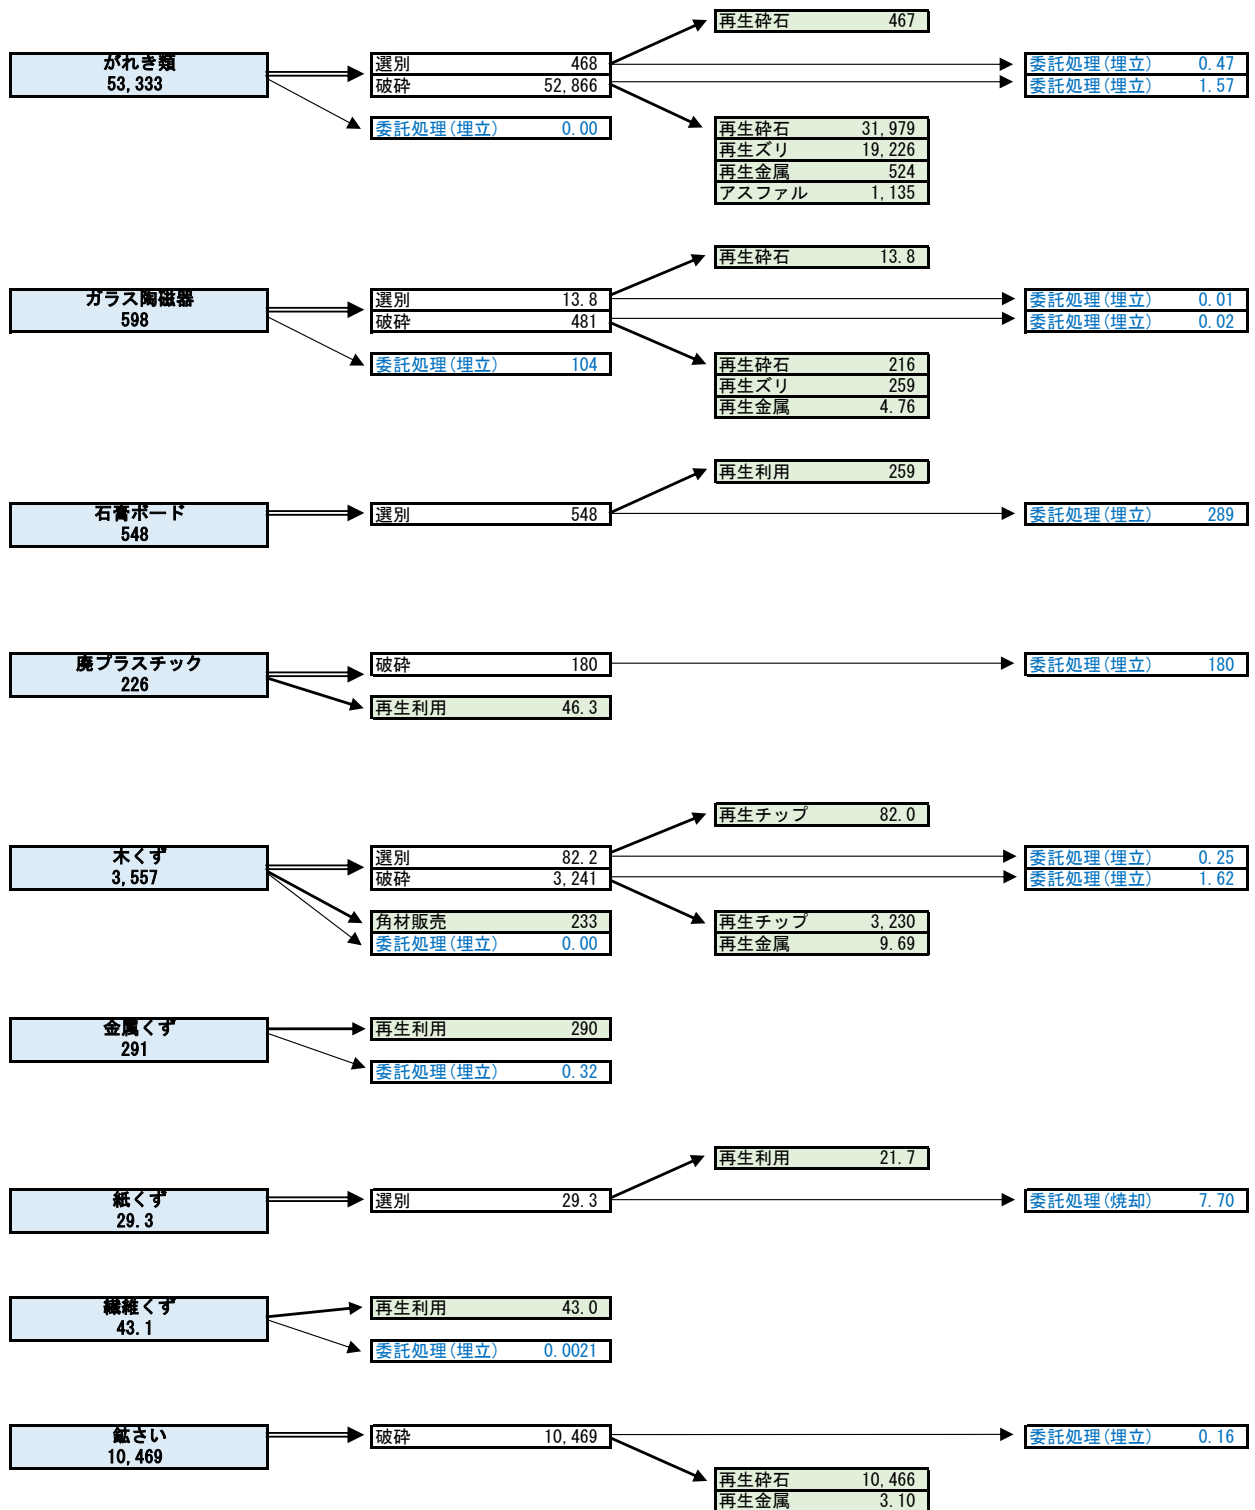 再生砕石 467
がれき類
53,333
選別 468
破砕 52,866
委託処理(埋立) 0.47
委託処理(埋立) 1.57
委託処理(埋立) 0.00
再生砕石 31,979
再生ズリ 19,226
再生金属 524
アスファル 1,135
再生砕石 13.8
ガラス陶磁器
598
選別 13.8
破砕 481
委託処理(埋立) 0.01
委託処理(埋立) 0.02
委託処理(埋立) 104
再生砕石 216
再生ズリ 259
再生金属 4.76
再生利用 259
石膏ボード
548
選別 548
委託処理(埋立) 289
廃プラスチック
226
破砕 180
委託処理(埋立) 180
再生利用 46.3
再生チップ 82.0
木くず
3,557
選別 82.2
破砕 3,241
委託処理(埋立) 0.25
委託処理(埋立) 1.62
角材販売 233
委託処理(埋立) 0.00
再生チップ 3,230
再生金属 9.69
金属くず
291
再生利用 290
委託処理(埋立) 0.32
再生利用 21.7
紙くず
29.3
選別 29.3
委託処理(焼却) 7.70
繊維くず
43.1
再生利用 43.0
委託処理(埋立) 0.0021
鉱さい
10,469
破砕 10,469
委託処理(埋立) 0.16
再生砕石 10,466
再生金属 3.10